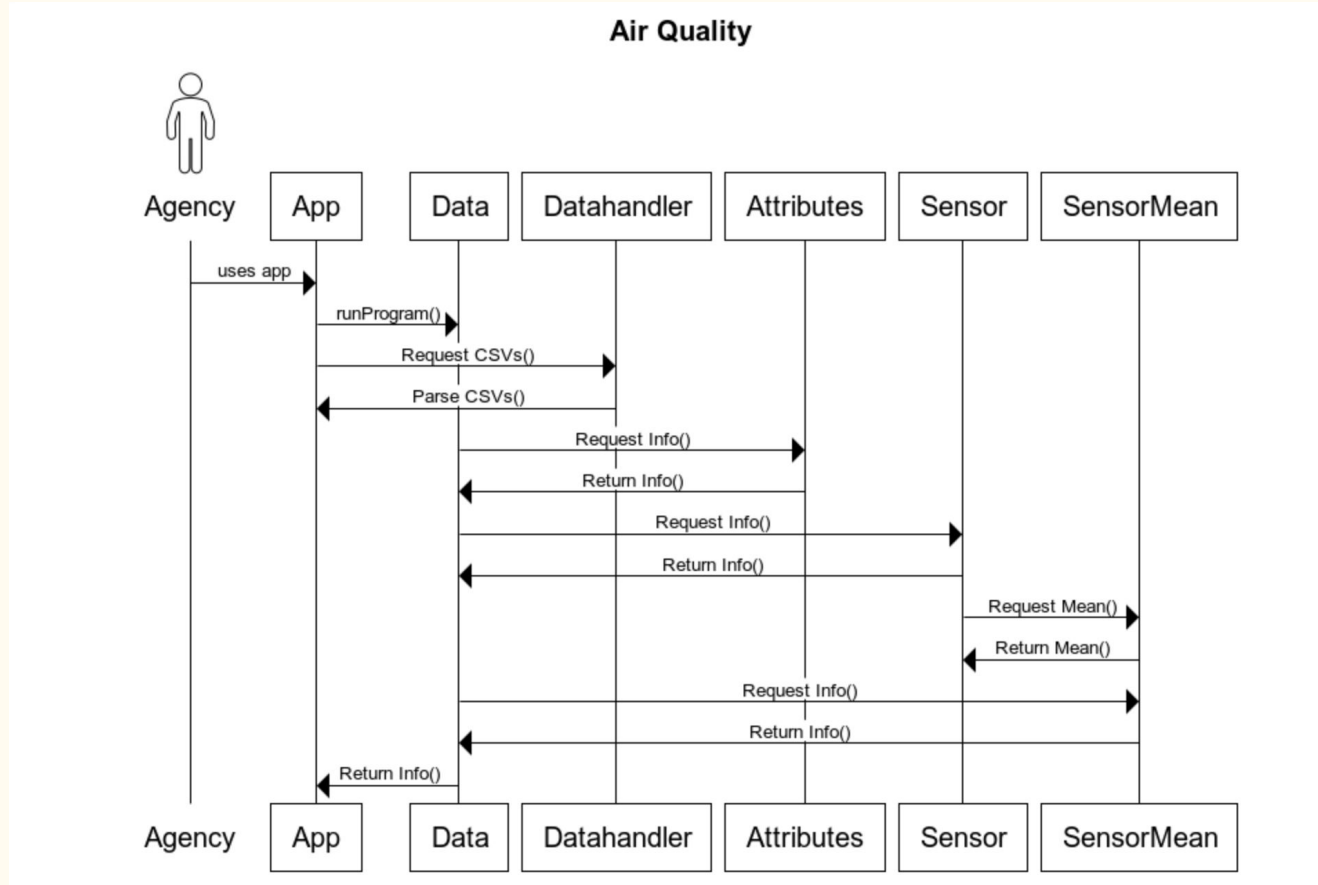 Air Quality
Agency App Data Datahandler Attributes Sensor SensorMean
uses app
runProgram()
Request CSVs()
Parse CSVs()
Request Info()
Return Info()
Request Info()
Return Info()
Request Mean()
Return Mean()
Request Info()
Return Info()
Return Info()
Agency App Data Datahandler Attributes Sensor SensorMean